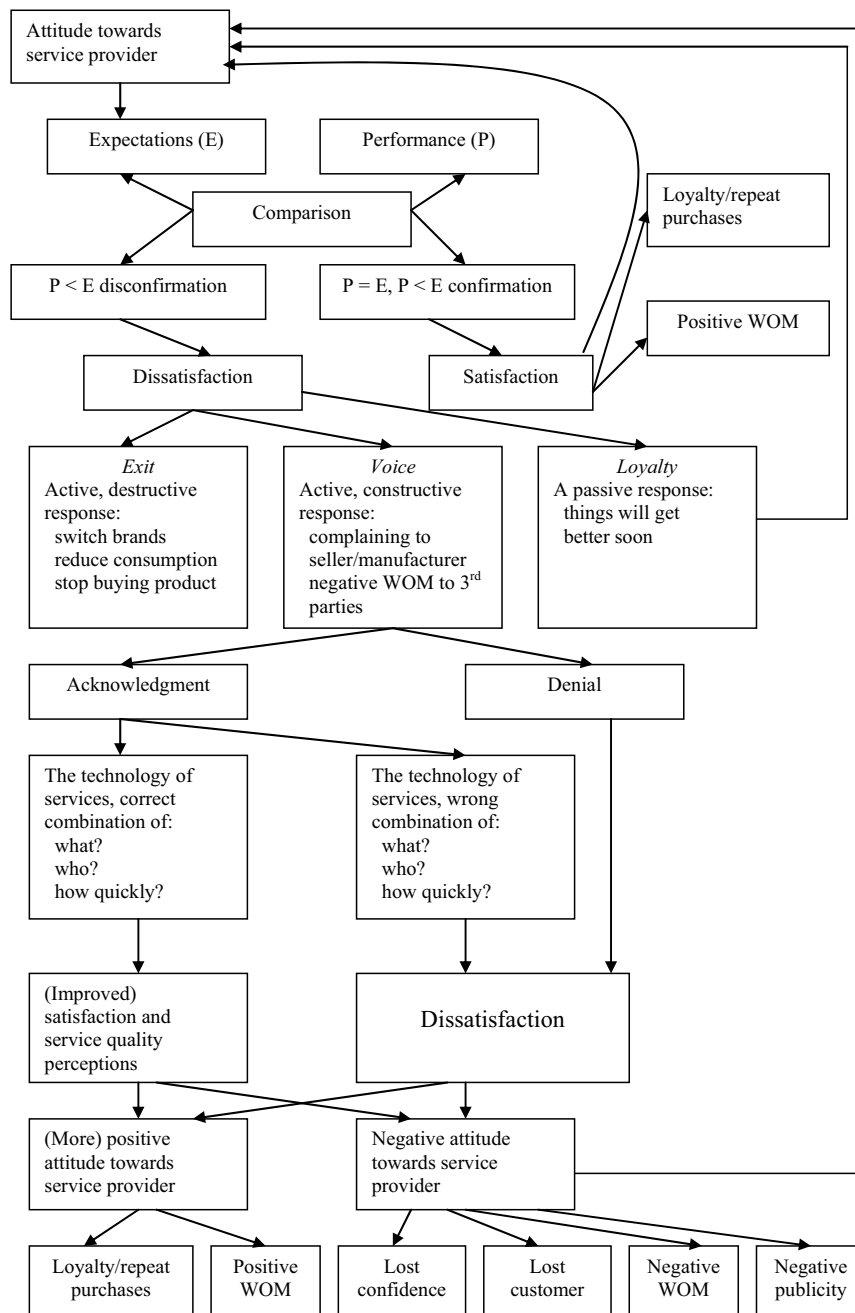 Attitude towards
service provider
Expectations (E)
Performance (P)
Comparison
Loyalty/repeat
purchases
P < E disconfirmation
P = E, P < E confirmation
Positive WOM
Dissatisfaction
Satisfaction
Exit
Active, destructive
response:
switch brands
reduce consumption
stop buying product
Voice
Active, constructive
response:
complaining to
seller/manufacturer
negative WOM to 3rd
parties
Loyalty
A passive response:
things will get
better soon
Acknowledgment
Denial
The technology of
services, correct
combination of:
what?
who?
how quickly?
The technology of
services, wrong
combination of:
what?
who?
how quickly?
(Improved)
satisfaction and
service quality
perceptions
Dissatisfaction
(More) positive
attitude towards
service provider
Negative attitude
towards service
provider
Loyalty/repeat
purchases
Positive
WOM
Lost
confidence
Lost
customer
Negative
WOM
Negative
publicity